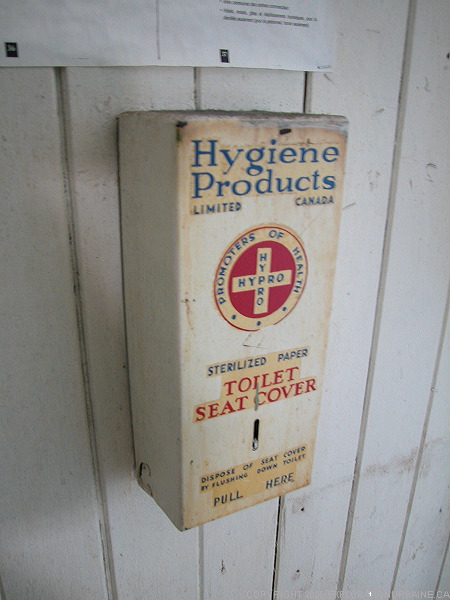 Hygiene
Products
LIMITED CANADA
PROMOTERS OF HEALTH
HYPRO
HYPRO
STERILIZED PAPER
TOILET
SEAT COVER
DISPOSE OF SEAT COVER
BY FLUSHING DOWN TOILET
PULL HERE